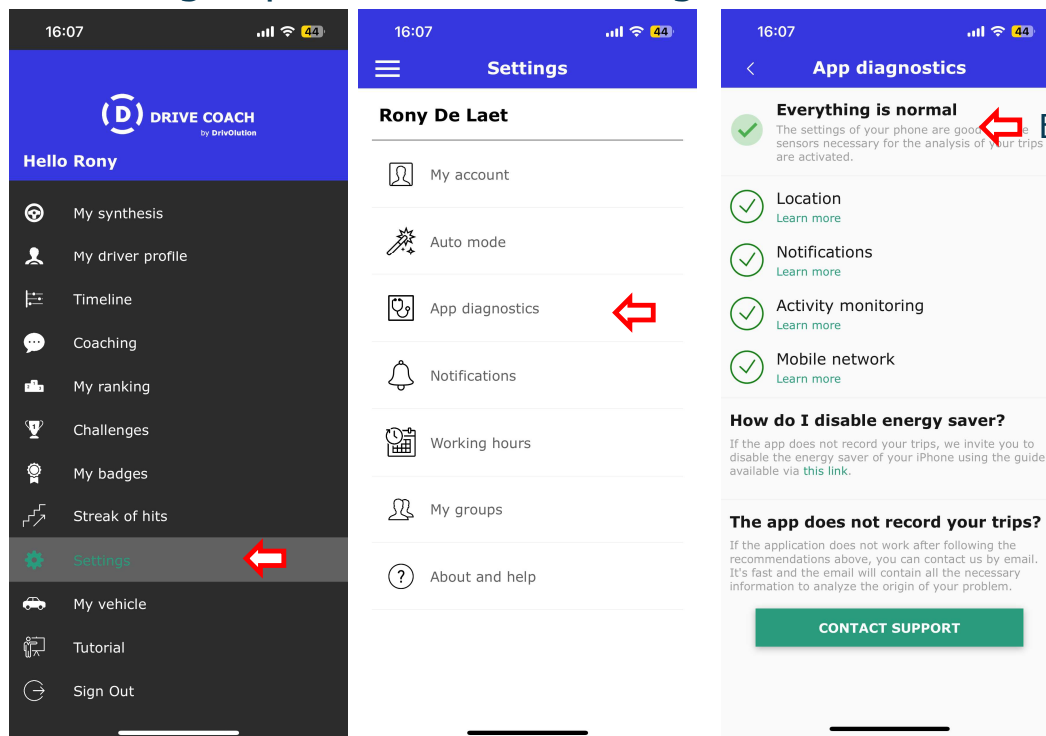 16:07
44
DRIVE COACH
by DrivOlution
Hello Rony
My synthesis
My driver profile
Timeline
Coaching
My ranking
Challenges
My badges
Streak of hits
Settings
My vehicle
Tutorial
Sign Out
16:07
44
Settings
Rony De Laet
My account
Auto mode
App diagnostics
Notifications
Working hours
My groups
About and help
16:07
44
App diagnostics
Everything is normal
The settings of your phone are good
sensors necessary for the analysis of your trips
are activated.
Location
Learn more
Notifications
Learn more
Activity monitoring
Learn more
Mobile network
Learn more
How do I disable energy saver?
If the app does not record your trips, we invite you to
disable the energy saver of your iPhone using the guide
available via this link.
The app does not record your trips?
If the application does not work after following the
recommendations above, you can contact us by email.
It's fast and the email will contain all the necessary
information to analyze the origin of your problem.
CONTACT SUPPORT